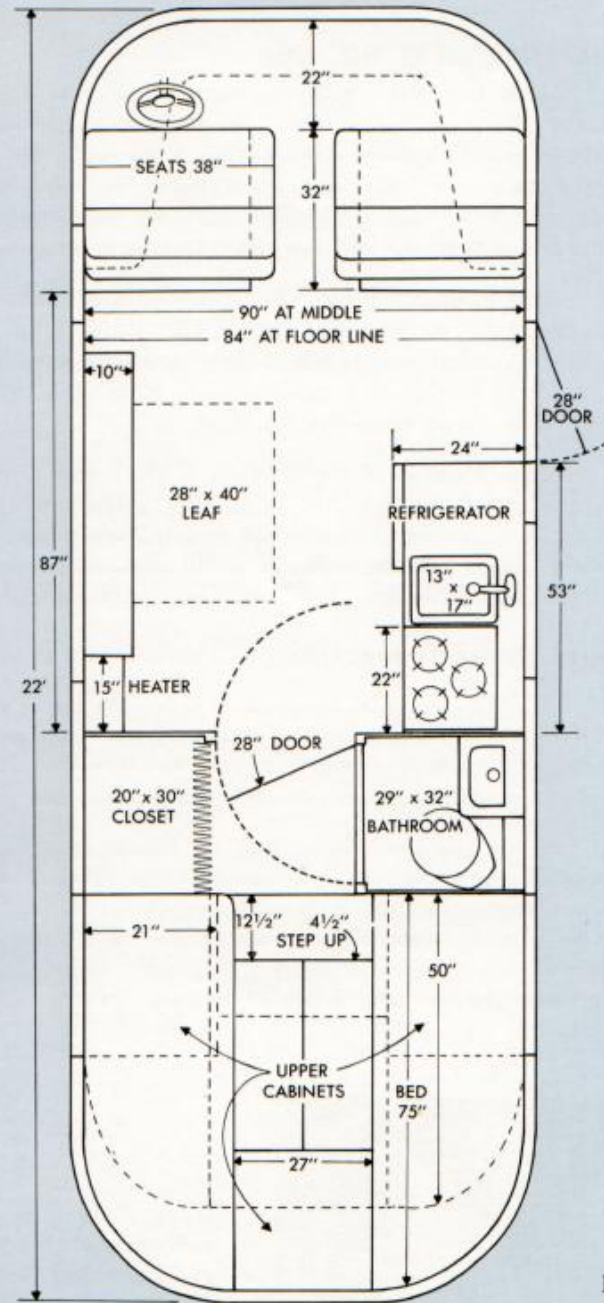 22"
SEATS 38"
32"
90" AT MIDDLE
84" AT FLOOR LINE
10"
28"
DOOR
24"
28" x 40"
LEAF
REFRIGERATOR
87"
13"
x
17"
53"
22'
15" HEATER
22"
28" DOOR
20" x 30"
CLOSET
29" x 32"
BATHROOM
12½"
4½"
STEP UP
21"
50"
UPPER
CABINETS
BED
75"
27"